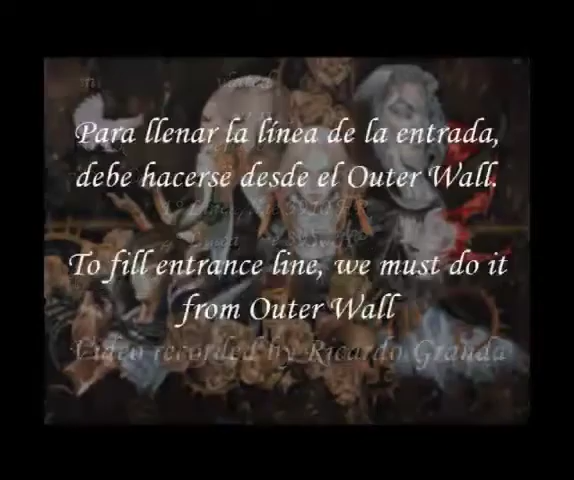 Para llenar la línea de la entrada,
debe hacerse desde el Outer Wall.
To fill entrance line, we must do it
from Outer Wall
Video recorded by Ricardo Granda